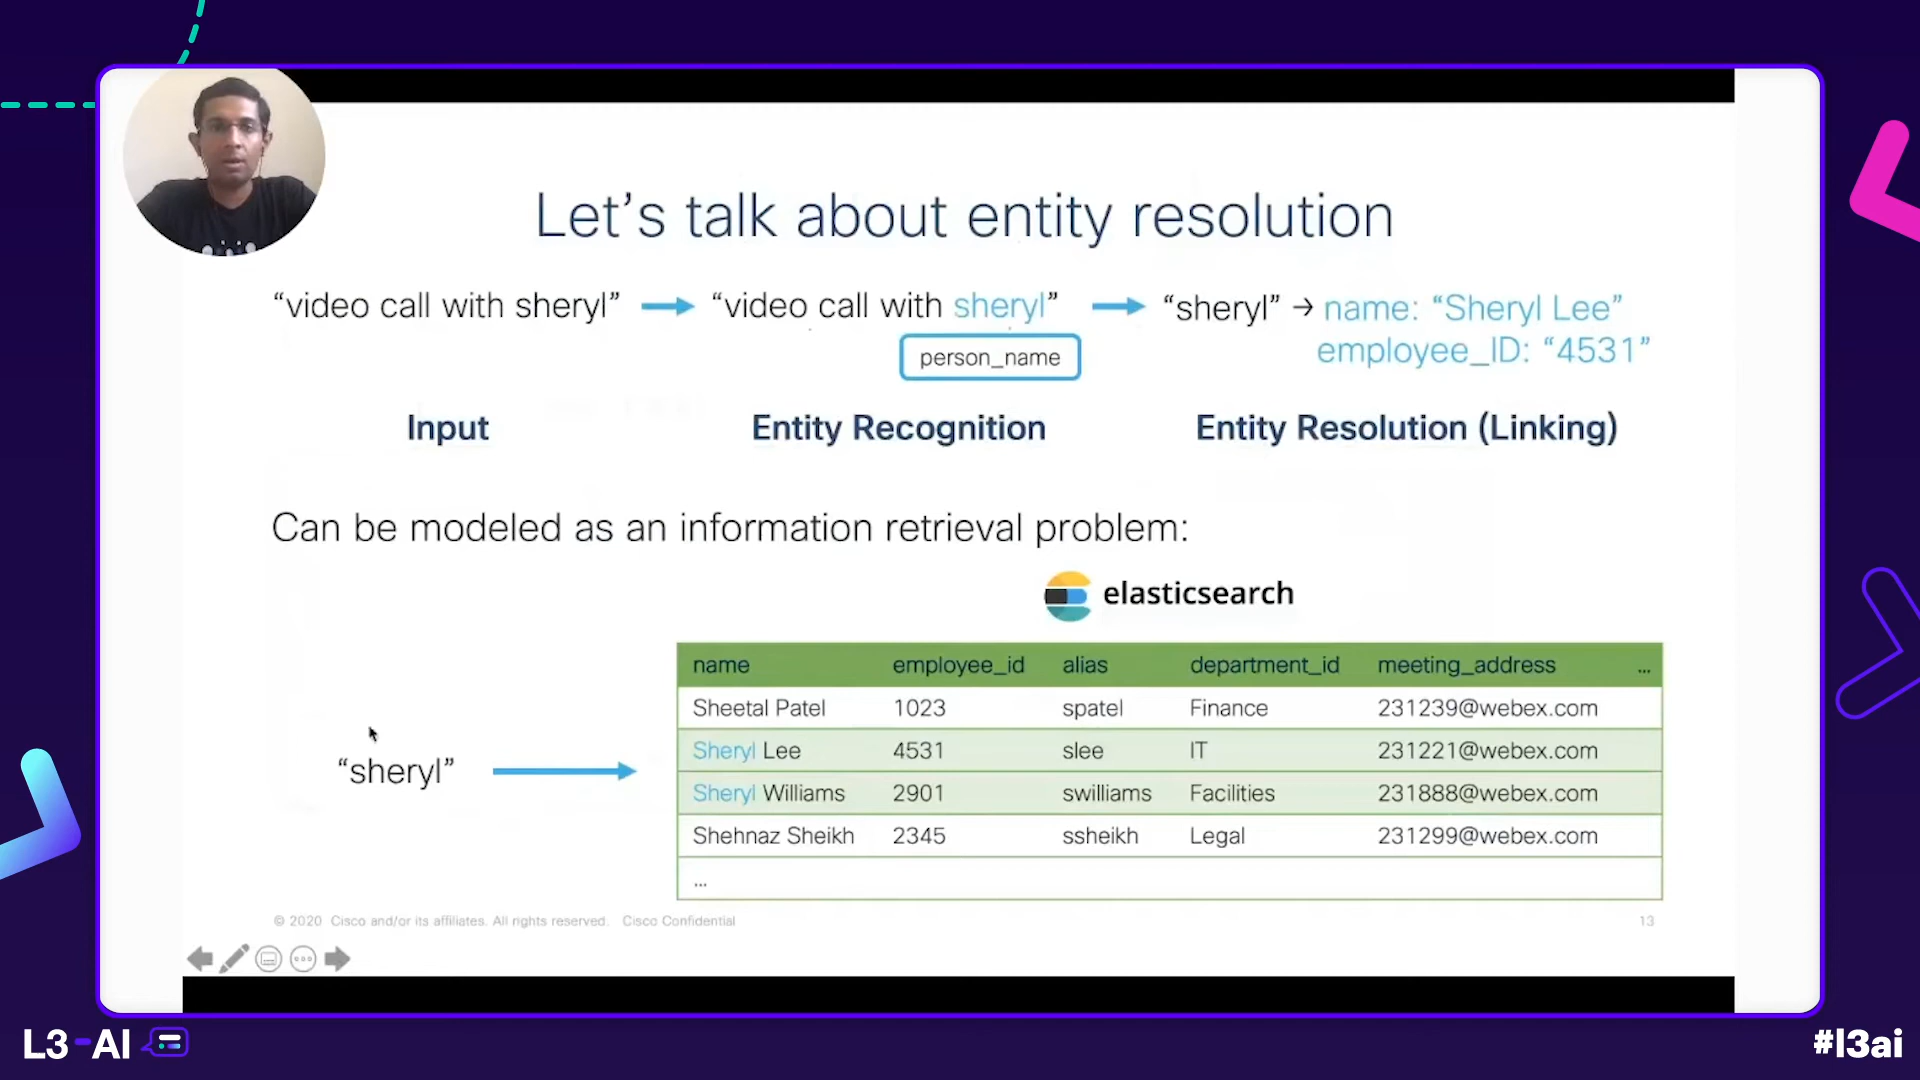 Let’s talk about entity resolution
“video call with sheryl” “video call with sheryl” “sheryl” → name: “Sheryl Lee”
person_name employee_ID: “4531”
Input Entity Recognition Entity Resolution (Linking)
Can be modeled as an information retrieval problem:
elasticsearch
name employee_id alias department_id meeting_address ...
Sheetal Patel 1023 spatel Finance 231239@webex.com
Sheryl Lee 4531 slee IT 231221@webex.com
“sheryl”
Sheryl Williams 2901 swilliams Facilities 231888@webex.com
Shehnaz Sheikh 2345 ssheikh Legal 231299@webex.com
...
© 2020 Cisco and/or its affiliates. All rights reserved. Cisco Confidential 13
L3-AI #l3ai